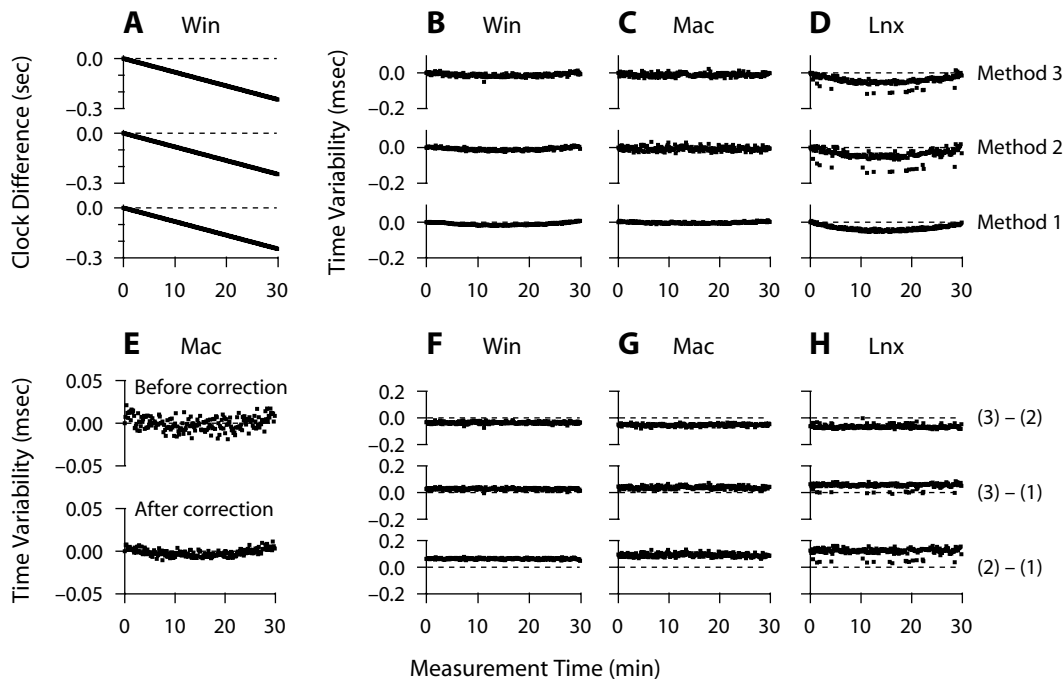 A Win
B Win
C Mac
D Lnx
Clock Difference (sec)
0.0
−0.3
0.0
−0.3
0.0
−0.3
0 10 20 30
Time Variability (msec)
0.0
−0.2
0.0
−0.2
0.0
−0.2
0 10 20 30
0 10 20 30
0 10 20 30
Method 3
Method 2
Method 1
E Mac
F Win
G Mac
H Lnx
Time Variability (msec)
0.05
0.00
−0.05
Before correction
0.05
0.00
−0.05
After correction
0 10 20 30
0.2
0.0
−0.2
0.2
0.0
−0.2
0.2
0.0
−0.2
0 10 20 30
0 10 20 30
0 10 20 30
(3) – (2)
(3) – (1)
(2) – (1)
Measurement Time (min)